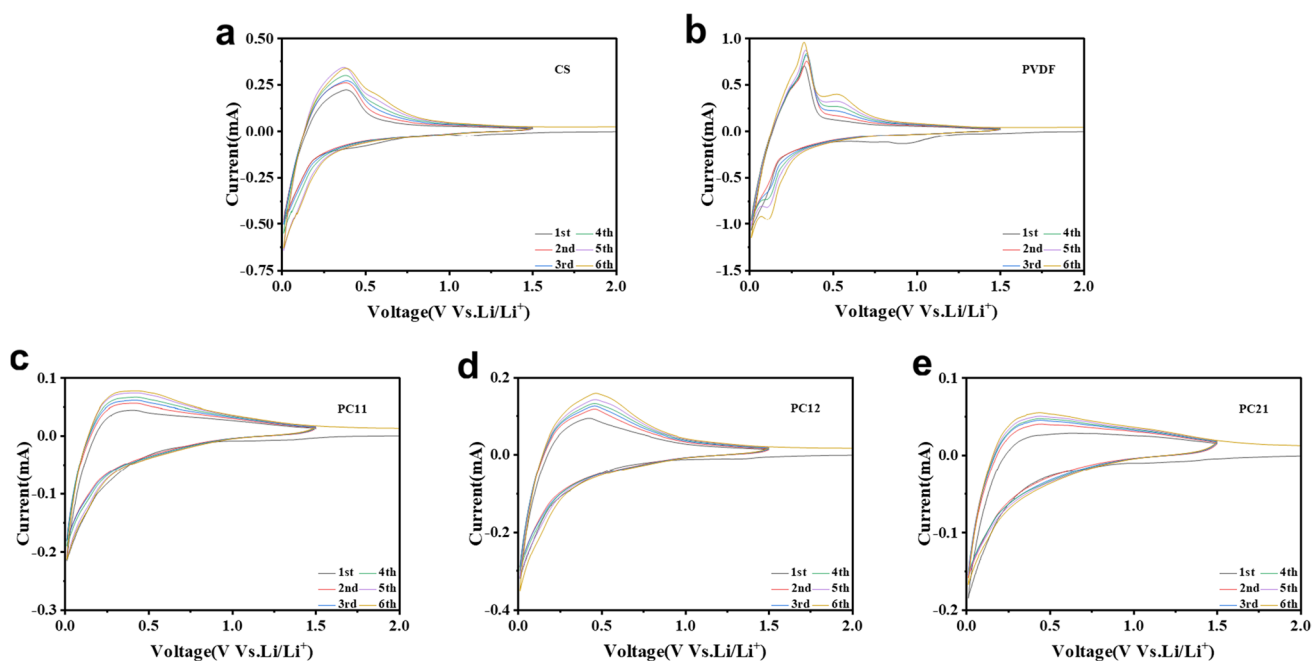 a
CS
0.50
0.25
0.00
-0.25
-0.50
-0.75
0.0 0.5 1.0 1.5 2.0
Current(mA)
Voltage(V Vs.Li/Li⁺)
1st 4th
2nd 5th
3rd 6th
b
PVDF
1.0
0.5
0.0
-0.5
-1.0
-1.5
0.0 0.5 1.0 1.5 2.0
Current(mA)
Voltage(V Vs.Li/Li⁺)
1st 4th
2nd 5th
3rd 6th
c
PC11
0.1
0.0
-0.1
-0.2
-0.3
0.0 0.5 1.0 1.5 2.0
Current(mA)
Voltage(V Vs.Li/Li⁺)
1st 4th
2nd 5th
3rd 6th
d
PC12
0.2
0.0
-0.2
-0.4
0.0 0.5 1.0 1.5 2.0
Current(mA)
Voltage(V Vs.Li/Li⁺)
1st 4th
2nd 5th
3rd 6th
e
PC21
0.1
0.0
-0.1
-0.2
0.0 0.5 1.0 1.5 2.0
Current(mA)
Voltage(V Vs.Li/Li⁺)
1st 4th
2nd 5th
3rd 6th